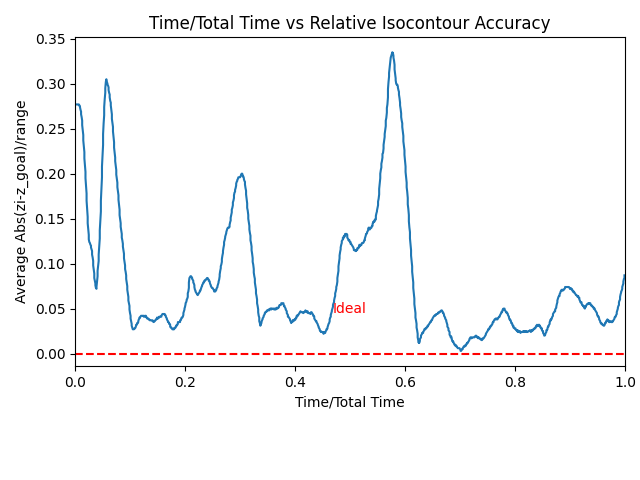 Time/Total Time vs Relative Isocontour Accuracy
Average Abs(zi-z_goal)/range
0.35
0.30
0.25
0.20
0.15
0.10
0.05
0.00
Ideal
0.0 0.2 0.4 0.6 0.8 1.0
Time/Total Time